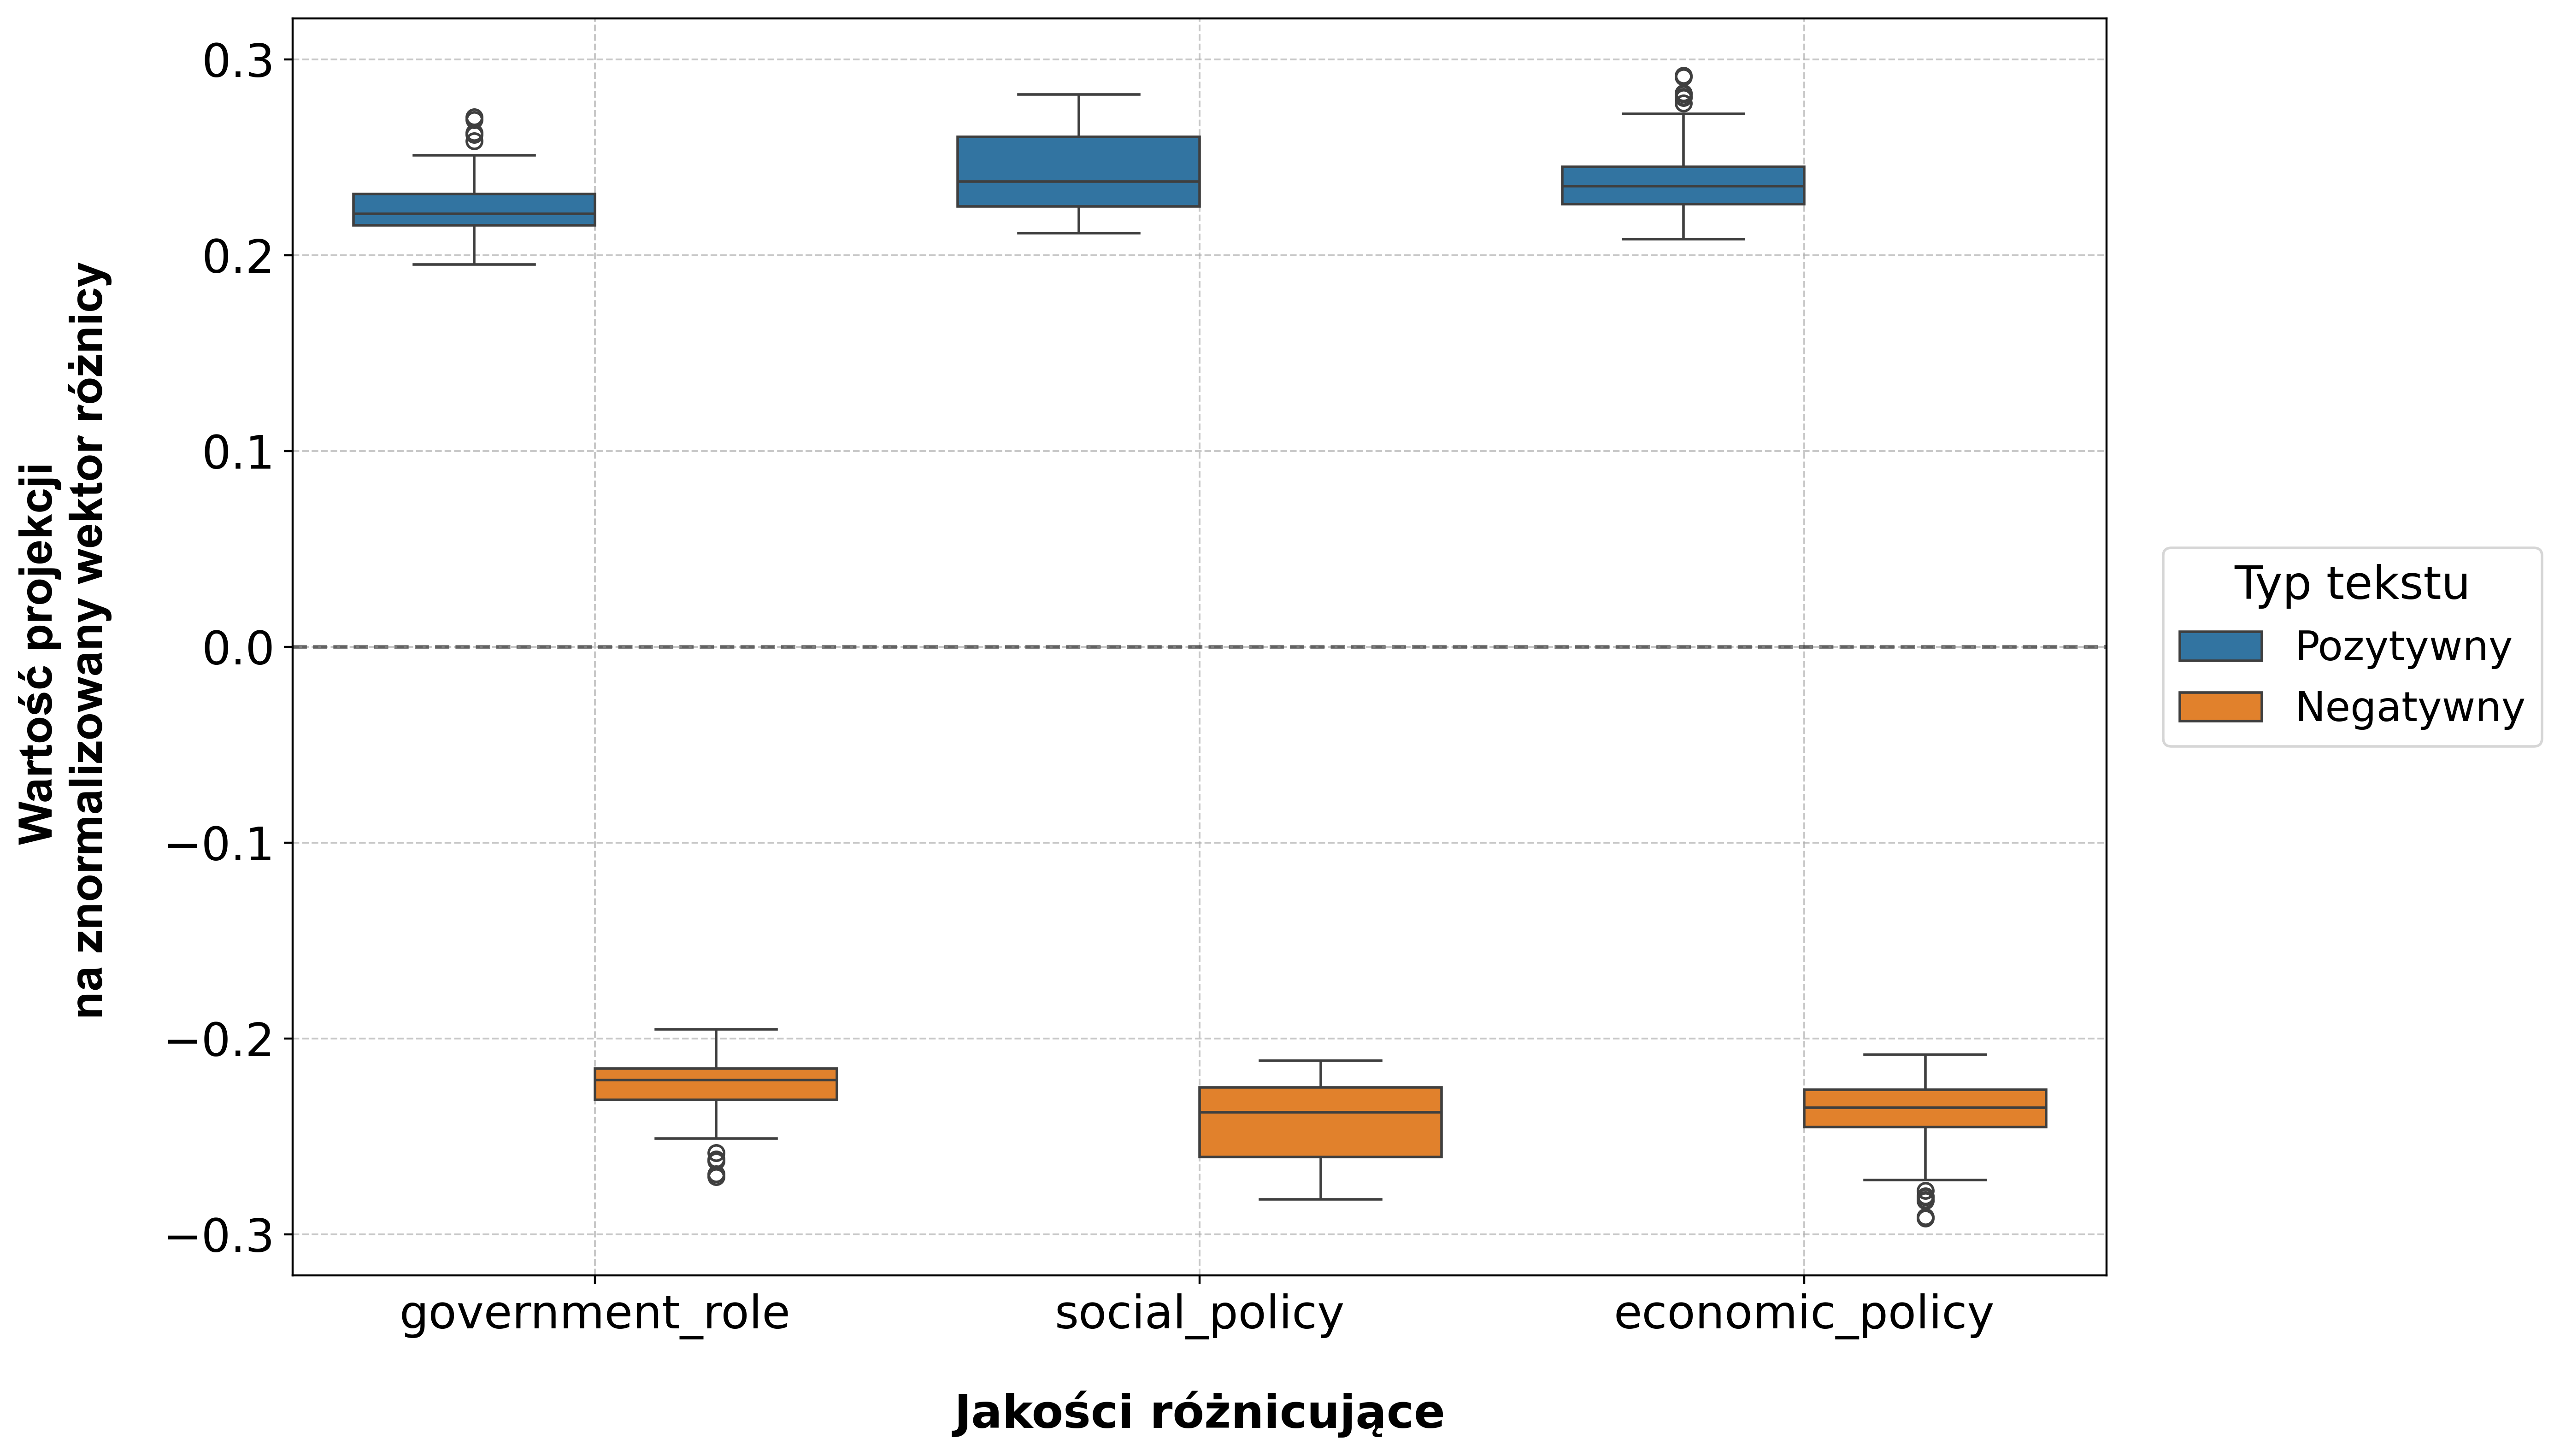 Wartość projekcji
na znormalizowany wektor różnicy
0.3
0.2
0.1
0.0
−0.1
−0.2
−0.3
government_role
social_policy
economic_policy
Jakości różnicujące
Typ tekstu
Pozytywny
Negatywny